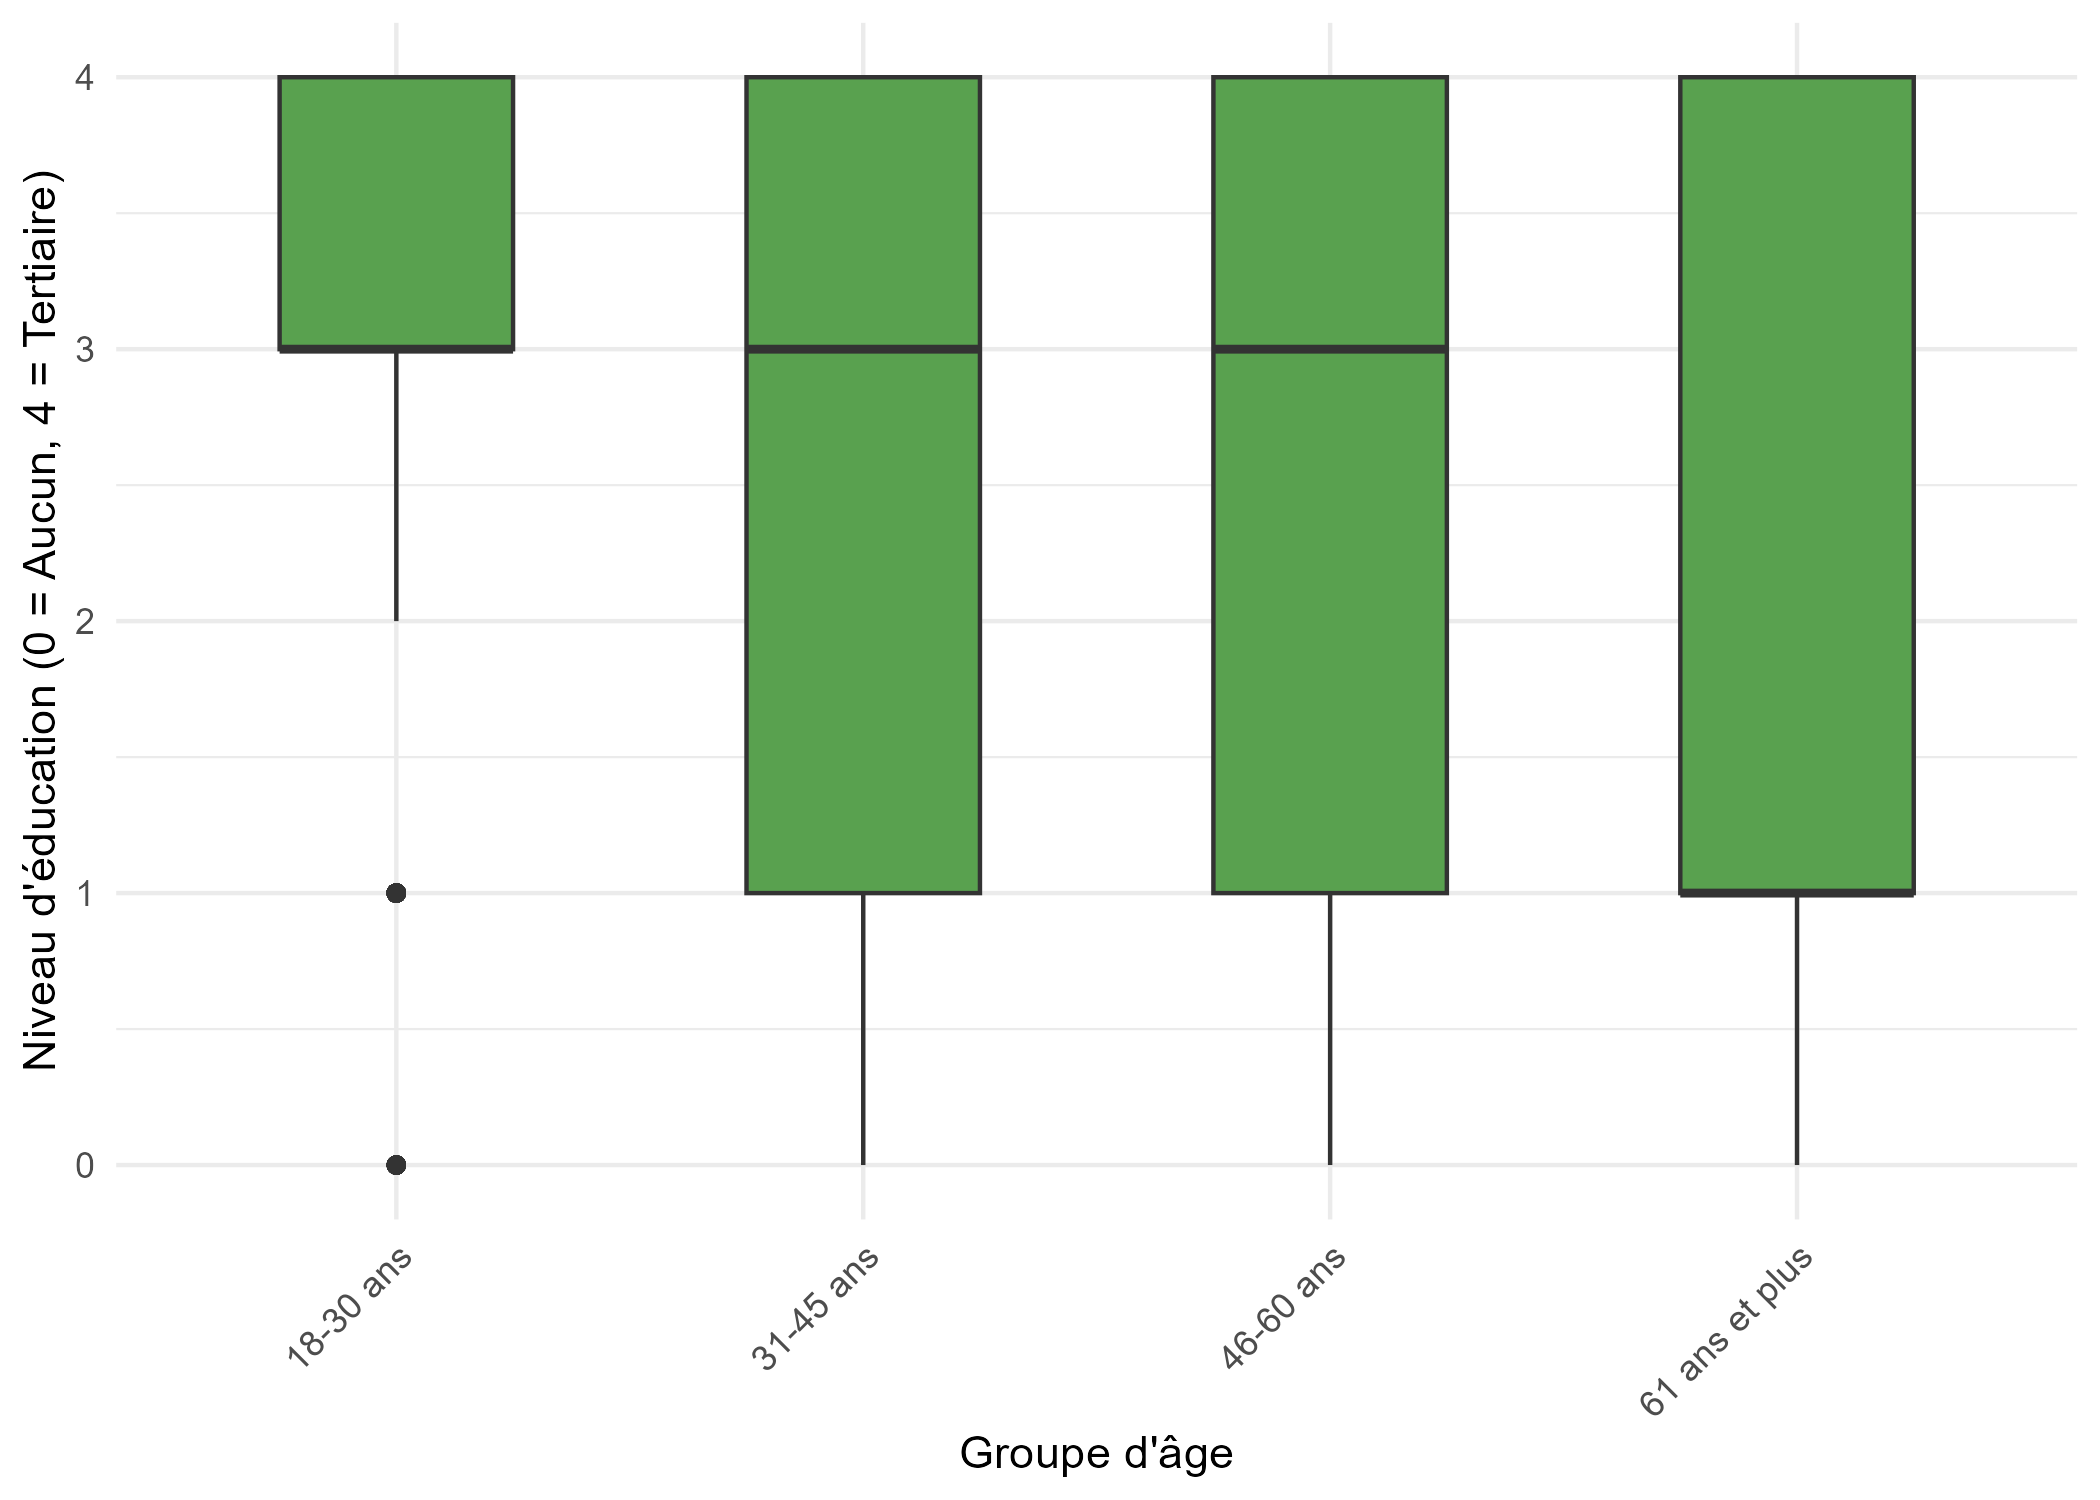 Niveau d'éducation (0 = Aucun, 4 = Tertiaire)
4
3
2
1
0
18-30 ans
31-45 ans
46-60 ans
61 ans et plus
Groupe d'âge